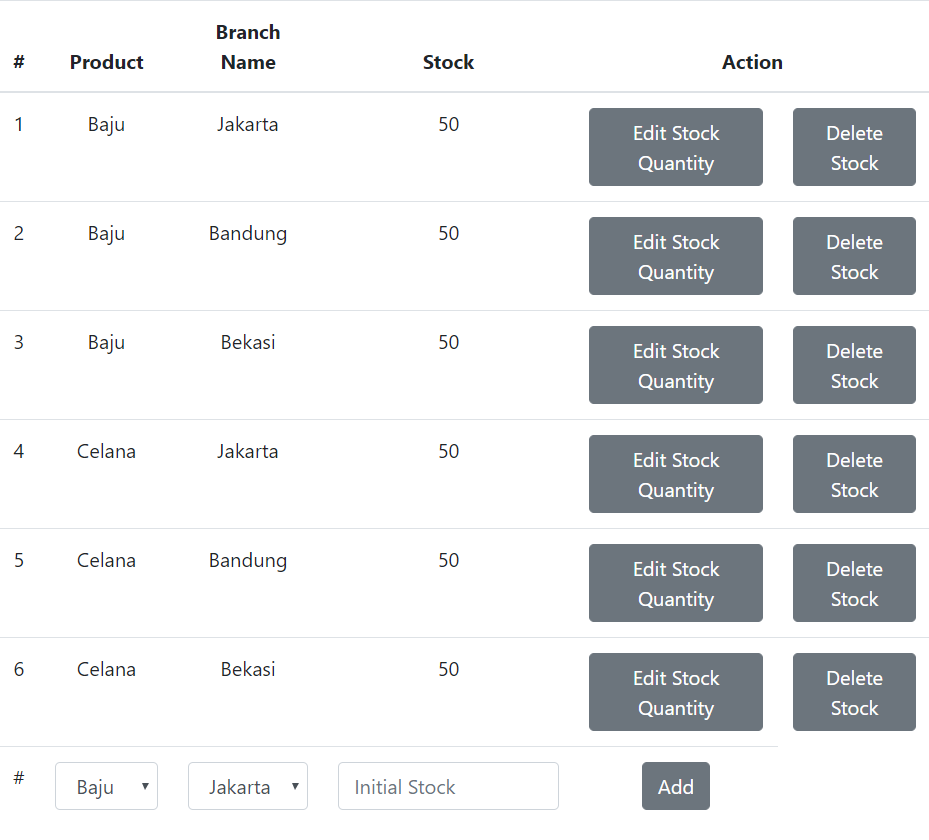 # Product Branch Name Stock Action
1 Baju Jakarta 50 Edit Stock Quantity Delete Stock
2 Baju Bandung 50 Edit Stock Quantity Delete Stock
3 Baju Bekasi 50 Edit Stock Quantity Delete Stock
4 Celana Jakarta 50 Edit Stock Quantity Delete Stock
5 Celana Bandung 50 Edit Stock Quantity Delete Stock
6 Celana Bekasi 50 Edit Stock Quantity Delete Stock
# Baju Jakarta Initial Stock Add